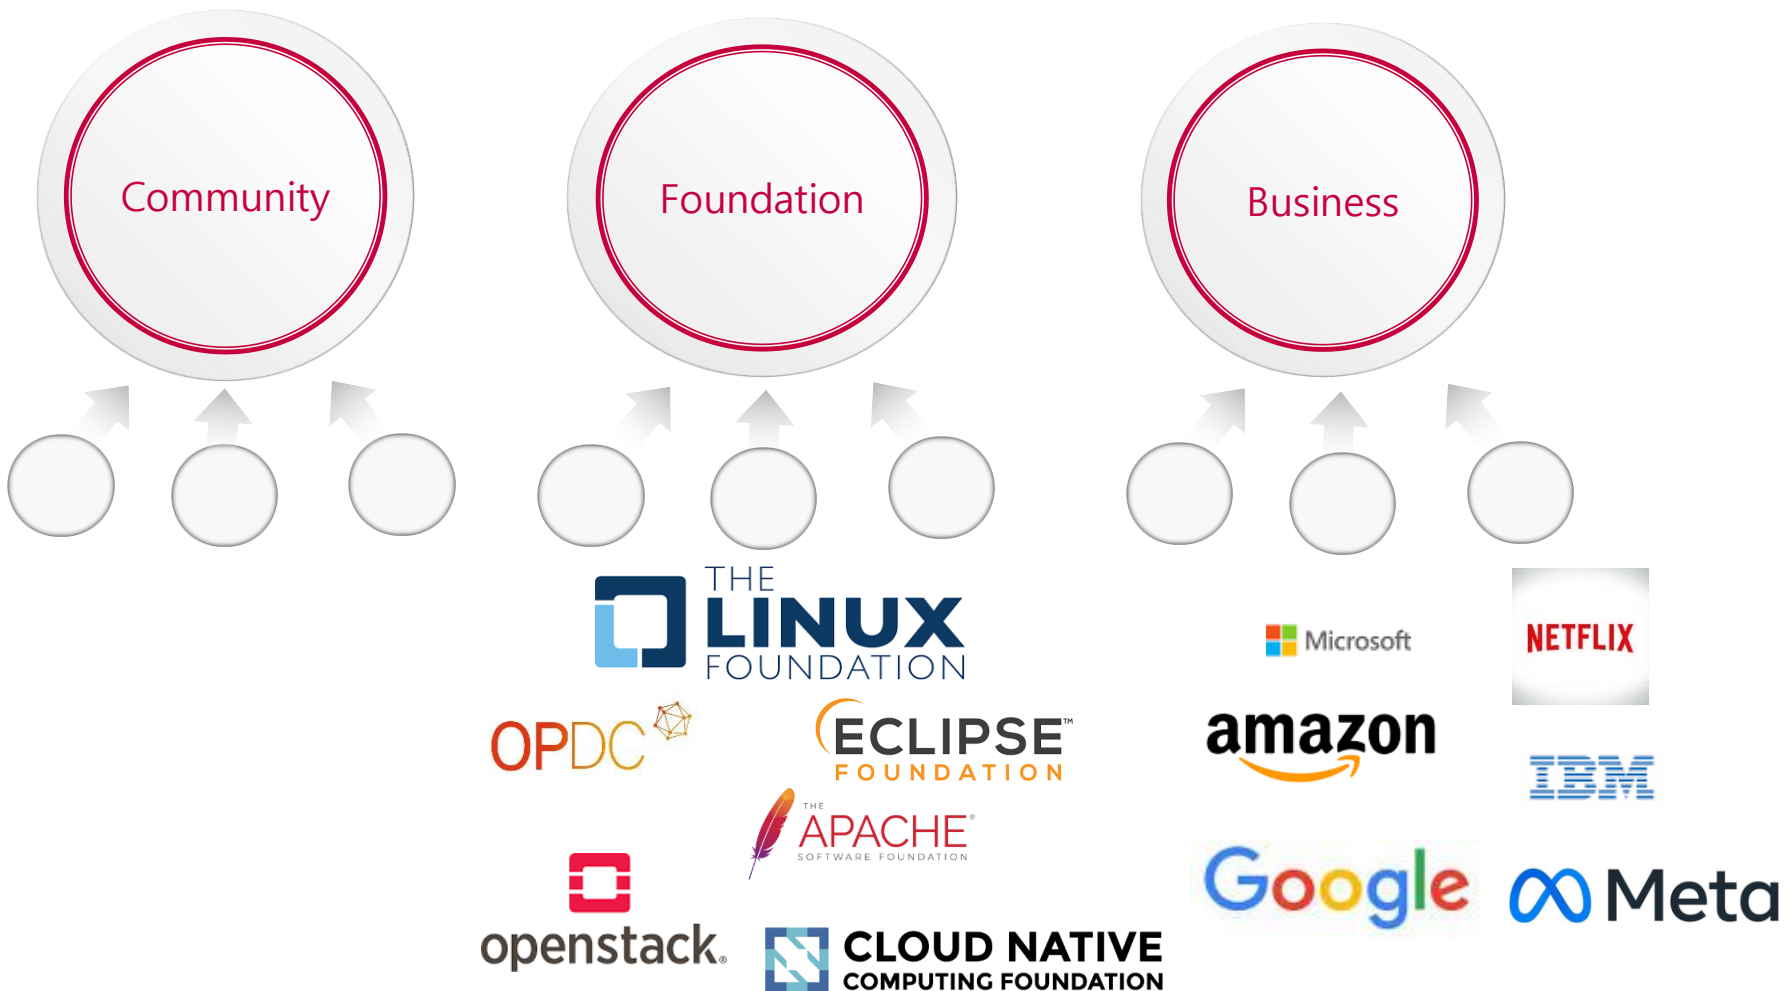 Community
Foundation
Business
THE
LINUX
FOUNDATION
OPDC
ECLIPSE™
FOUNDATION
THE
APACHE®
SOFTWARE FOUNDATION
openstack.
CLOUD NATIVE
COMPUTING FOUNDATION
Microsoft
NETFLIX
amazon
IBM
Google
Meta